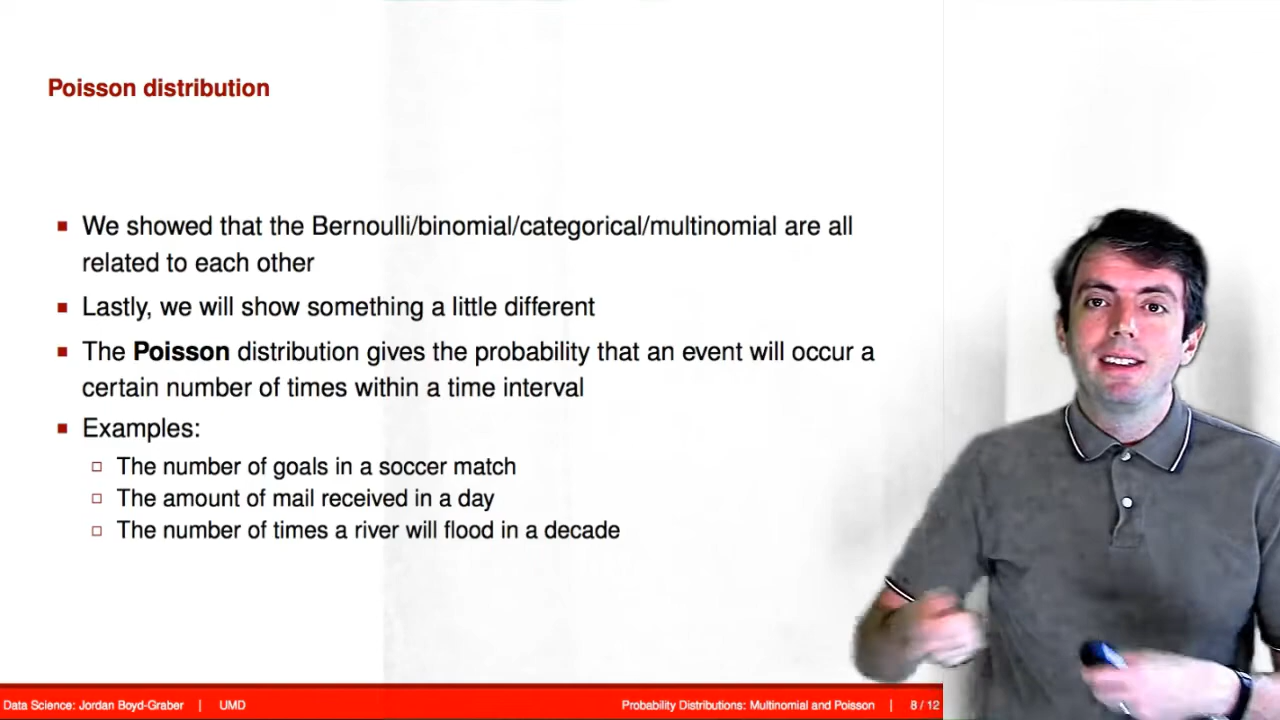 Poisson distribution
▪ We showed that the Bernoulli/binomial/categorical/multinomial are all
related to each other
▪ Lastly, we will show something a little different
▪ The Poisson distribution gives the probability that an event will occur a
certain number of times within a time interval
▪ Examples:
▫ The number of goals in a soccer match
▫ The amount of mail received in a day
▫ The number of times a river will flood in a decade
Data Science: Jordan Boyd-Graber | UMD Probability Distributions: Multinomial and Poisson | 8 / 12